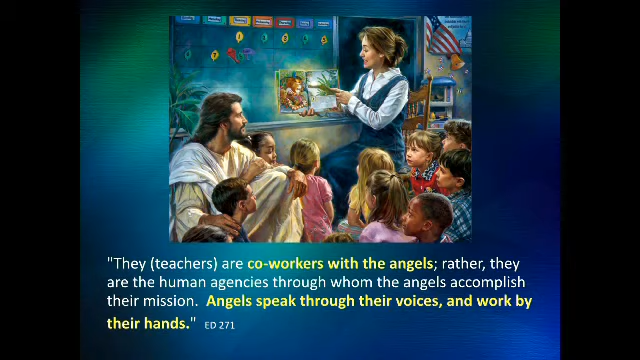 "They (teachers) are co-workers with the angels; rather, they
are the human agencies through whom the angels accomplish
their mission.  Angels speak through their voices, and work by
their hands."  ED 271